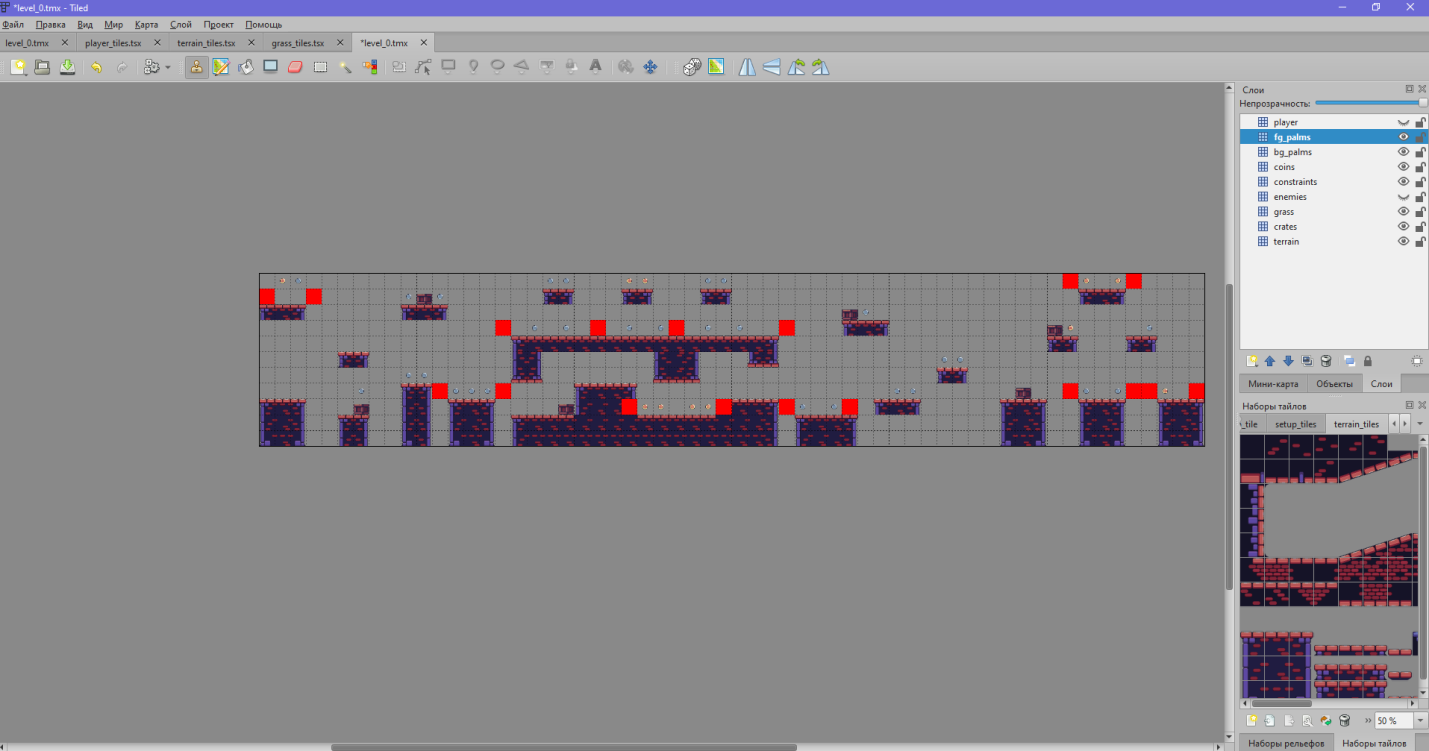 *level_0.tmx - Tiled
Файл Правка Вид Мир Карта Слой Проект Помощь
level_0.tmx player_tiles.tsx terrain_tiles.tsx grass_tiles.tsx *level_0.tmx
Слои
Непрозрачность:
player
fg_palms
bg_palms
coins
constraints
enemies
grass
crates
terrain
Мини-карта Объекты Слои
Наборы тайлов
_tile setup_tiles terrain_tiles
50 %
Наборы рельефов Наборы тайлов